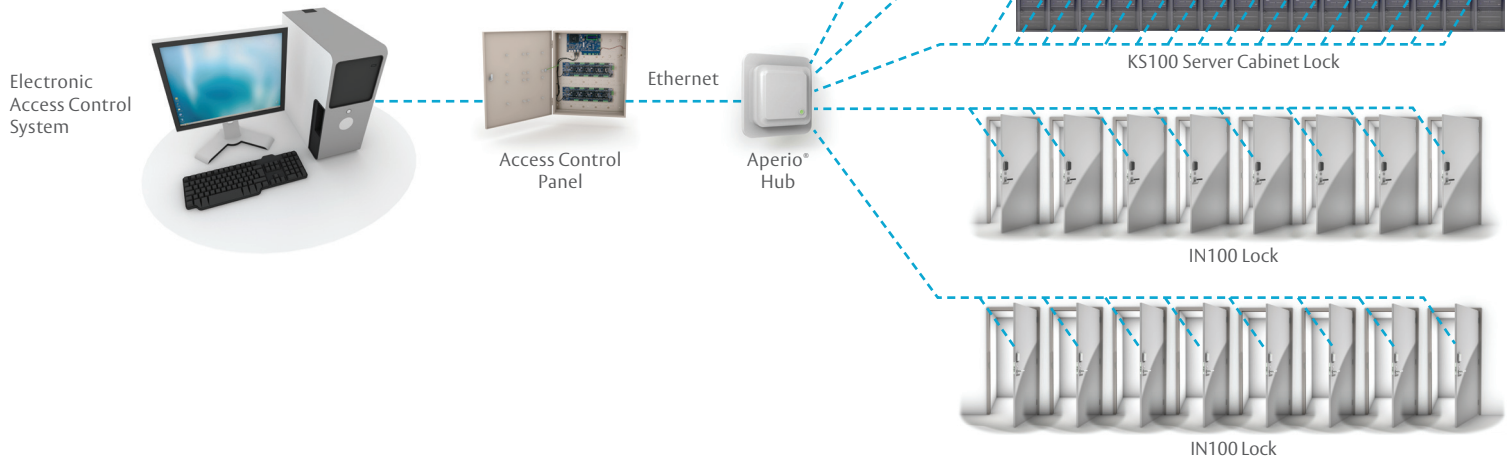 KS100 Server Cabinet Lock
Electronic
Access Control
System
Ethernet
Access Control
Panel
Aperio®
Hub
IN100 Lock
IN100 Lock